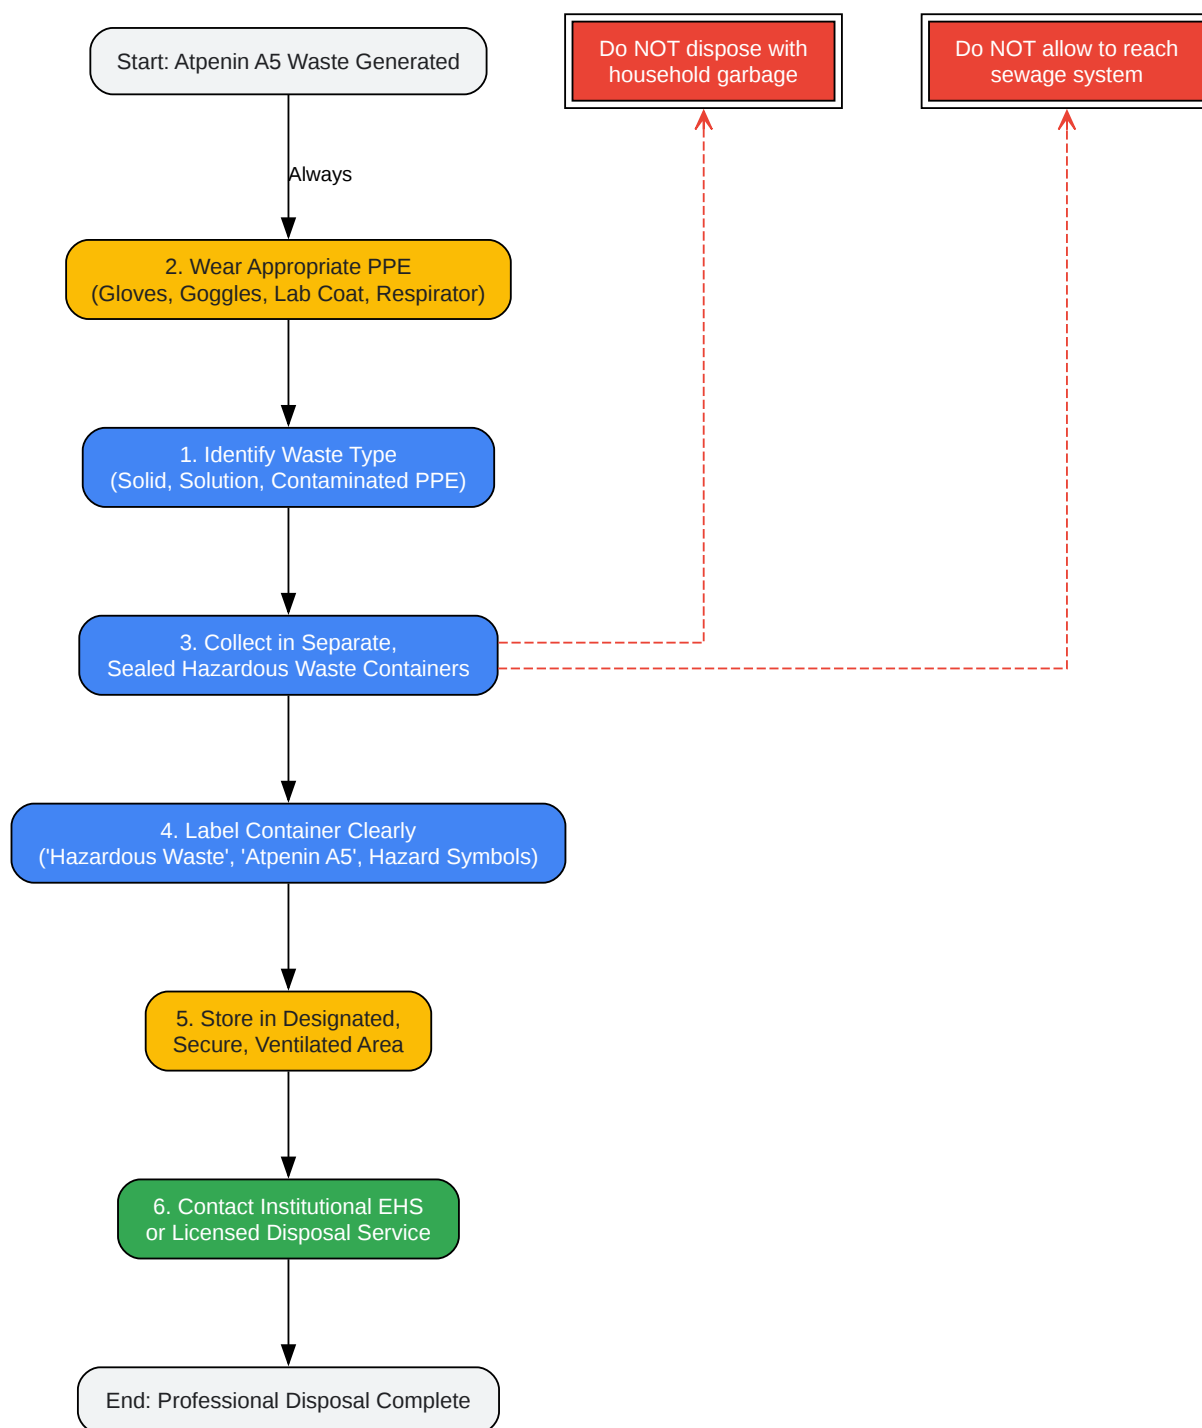 Start: Atpenin A5 Waste Generated
Do NOT dispose with
household garbage
Do NOT allow to reach
sewage system
Always
2. Wear Appropriate PPE
(Gloves, Goggles, Lab Coat, Respirator)
1. Identify Waste Type
(Solid, Solution, Contaminated PPE)
3. Collect in Separate,
Sealed Hazardous Waste Containers
4. Label Container Clearly
('Hazardous Waste', 'Atpenin A5', Hazard Symbols)
5. Store in Designated,
Secure, Ventilated Area
6. Contact Institutional EHS
or Licensed Disposal Service
End: Professional Disposal Complete